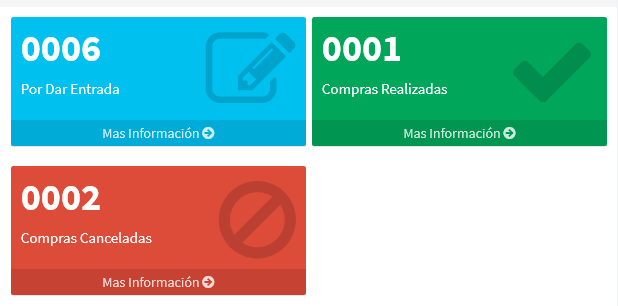 0006
Por Dar Entrada
Mas Información
0001
Compras Realizadas
Mas Información
0002
Compras Canceladas
Mas Información